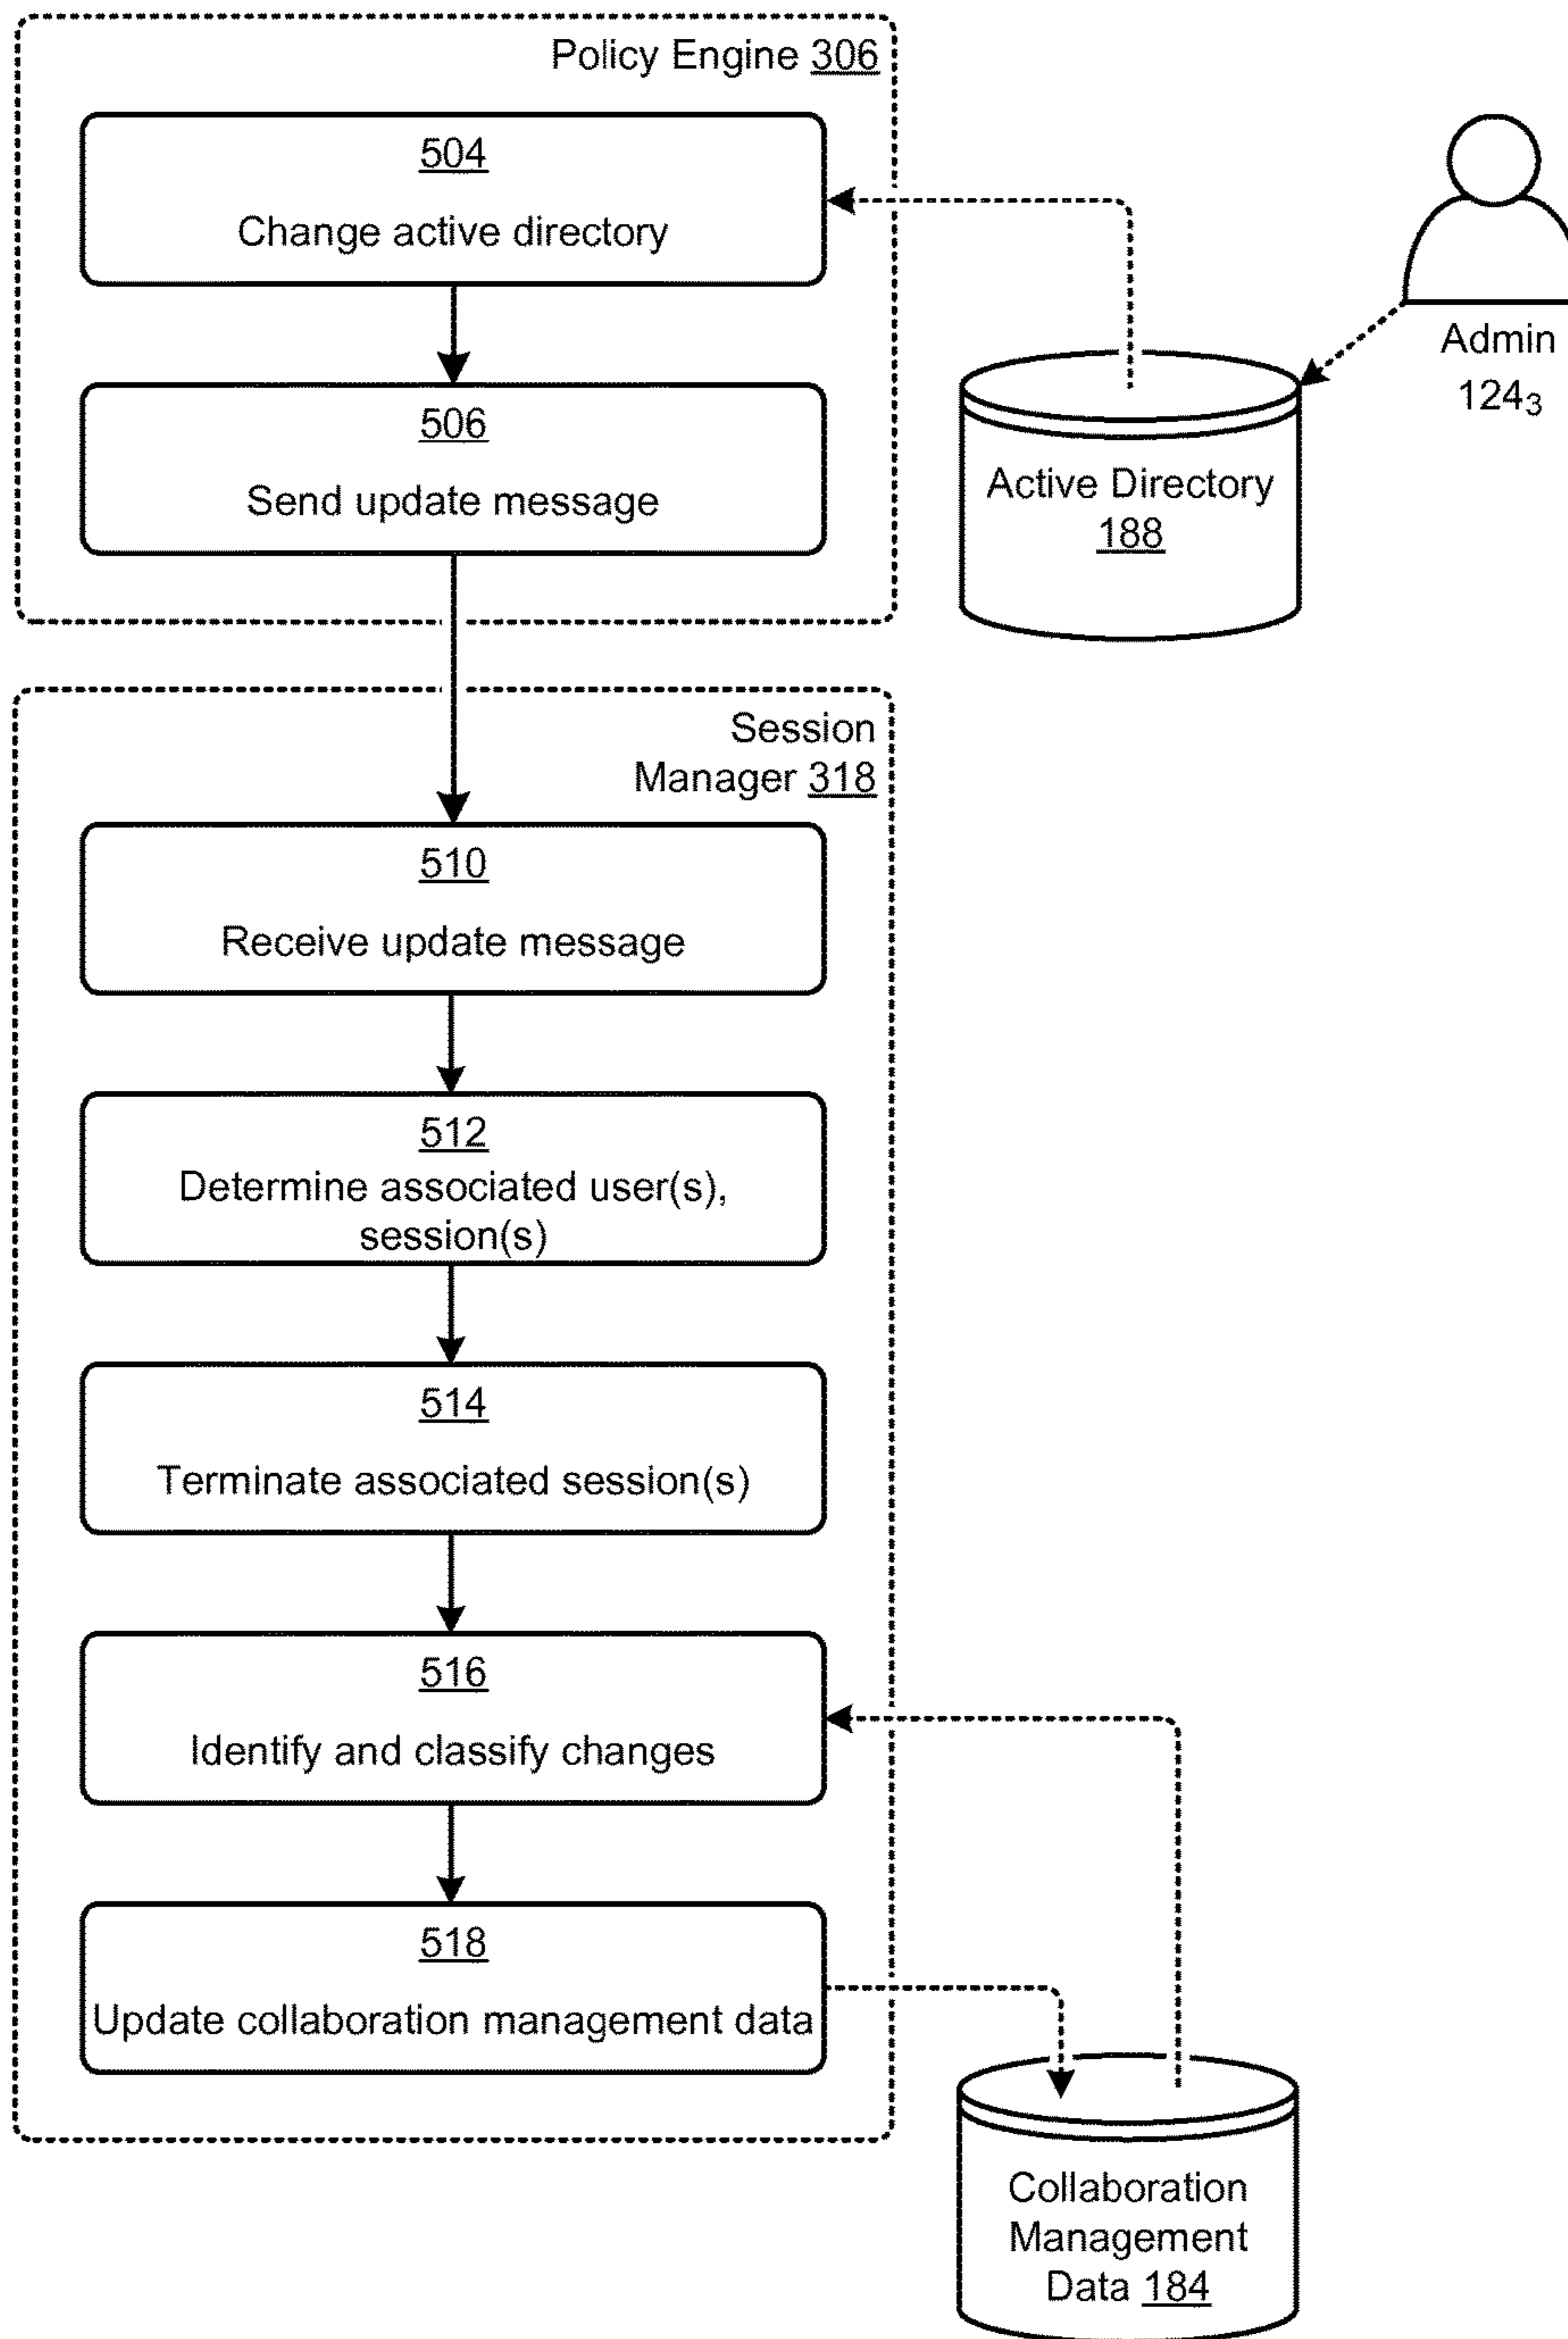 Policy Engine 306
504
Change active directory
506
Send update message
Admin
124₃
Active Directory
188
Session
Manager 318
510
Receive update message
512
Determine associated user(s),
session(s)
514
Terminate associated session(s)
516
Identify and classify changes
518
Update collaboration management data
Collaboration
Management
Data 184